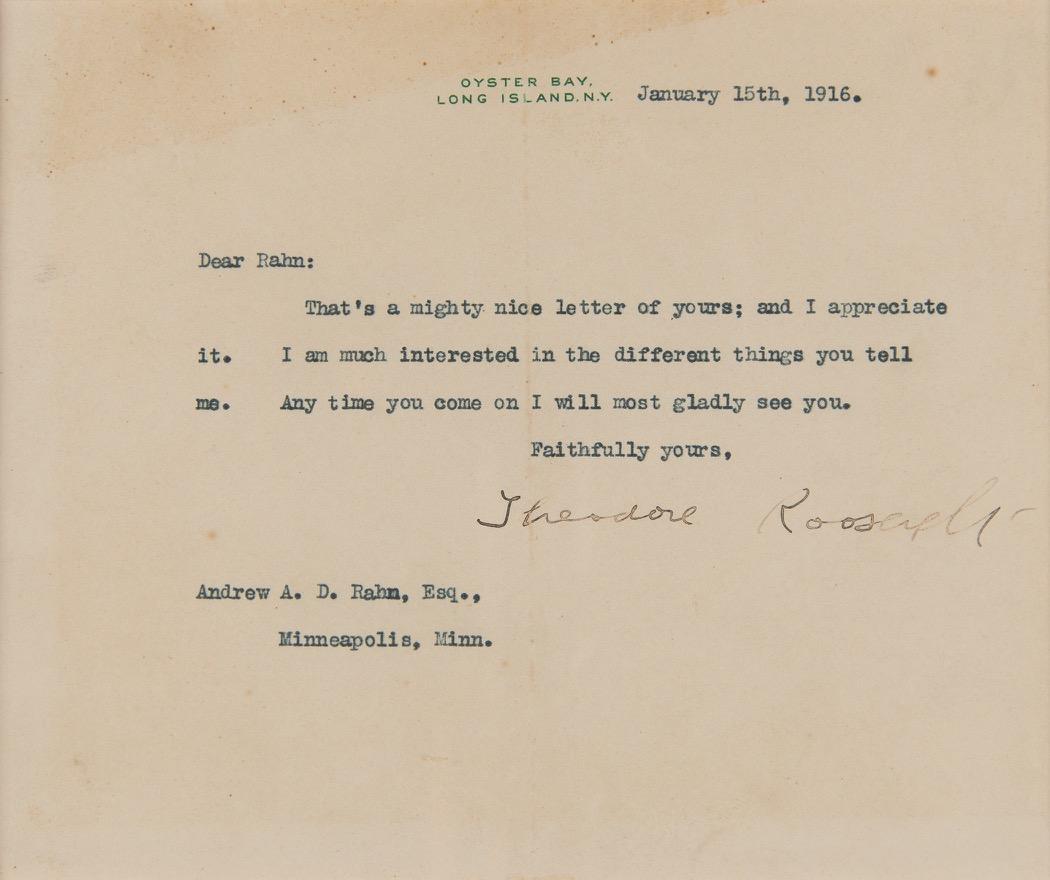 OYSTER BAY,
LONG ISLAND, N.Y. January 15th, 1916.
Dear Rahn:
That's a mighty nice letter of yours; and I appreciate
it. I am much interested in the different things you tell
me. Any time you come on I will most gladly see you.
Faithfully yours,
Theodore Roosevelt
Andrew A. D. Rahn, Esq.,
Minneapolis, Minn.